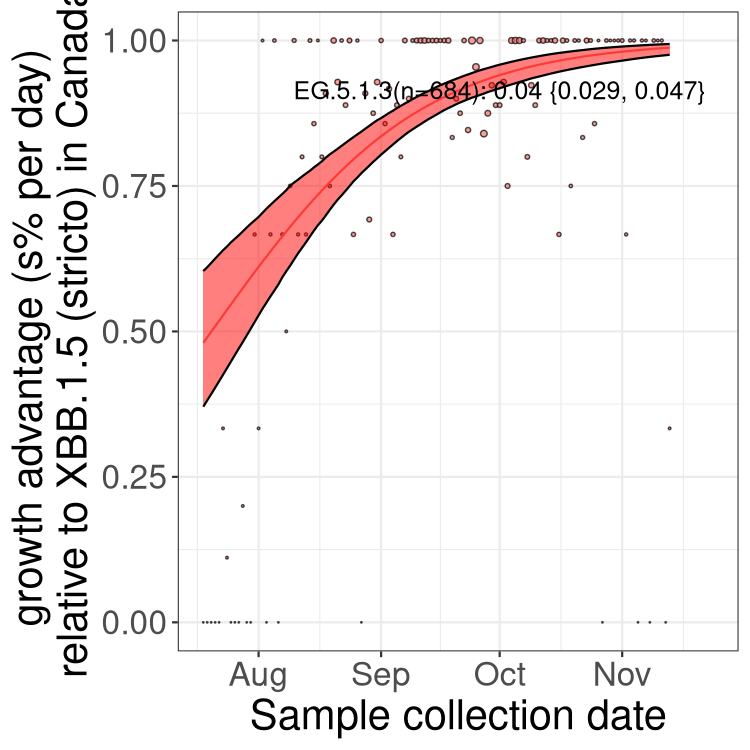 growth advantage (s% per day)
relative to XBB.1.5 (stricto) in Canada
1.00
0.75
0.50
0.25
0.00
EG.5.1.3(n=684): 0.04 {0.029, 0.047}
Aug Sep Oct Nov
Sample collection date